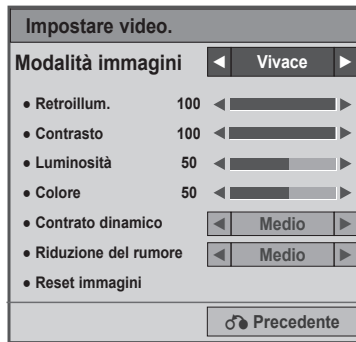 Impostare video.
Modalità immagini ◀ Vivace ▶
● Retroillum. 100
● Contrasto 100
● Luminosità 50
● Colore 50
● Contrato dinamico ◀ Medio ▶
● Riduzione del rumore ◀ Medio ▶
● Reset immagini
Precedente